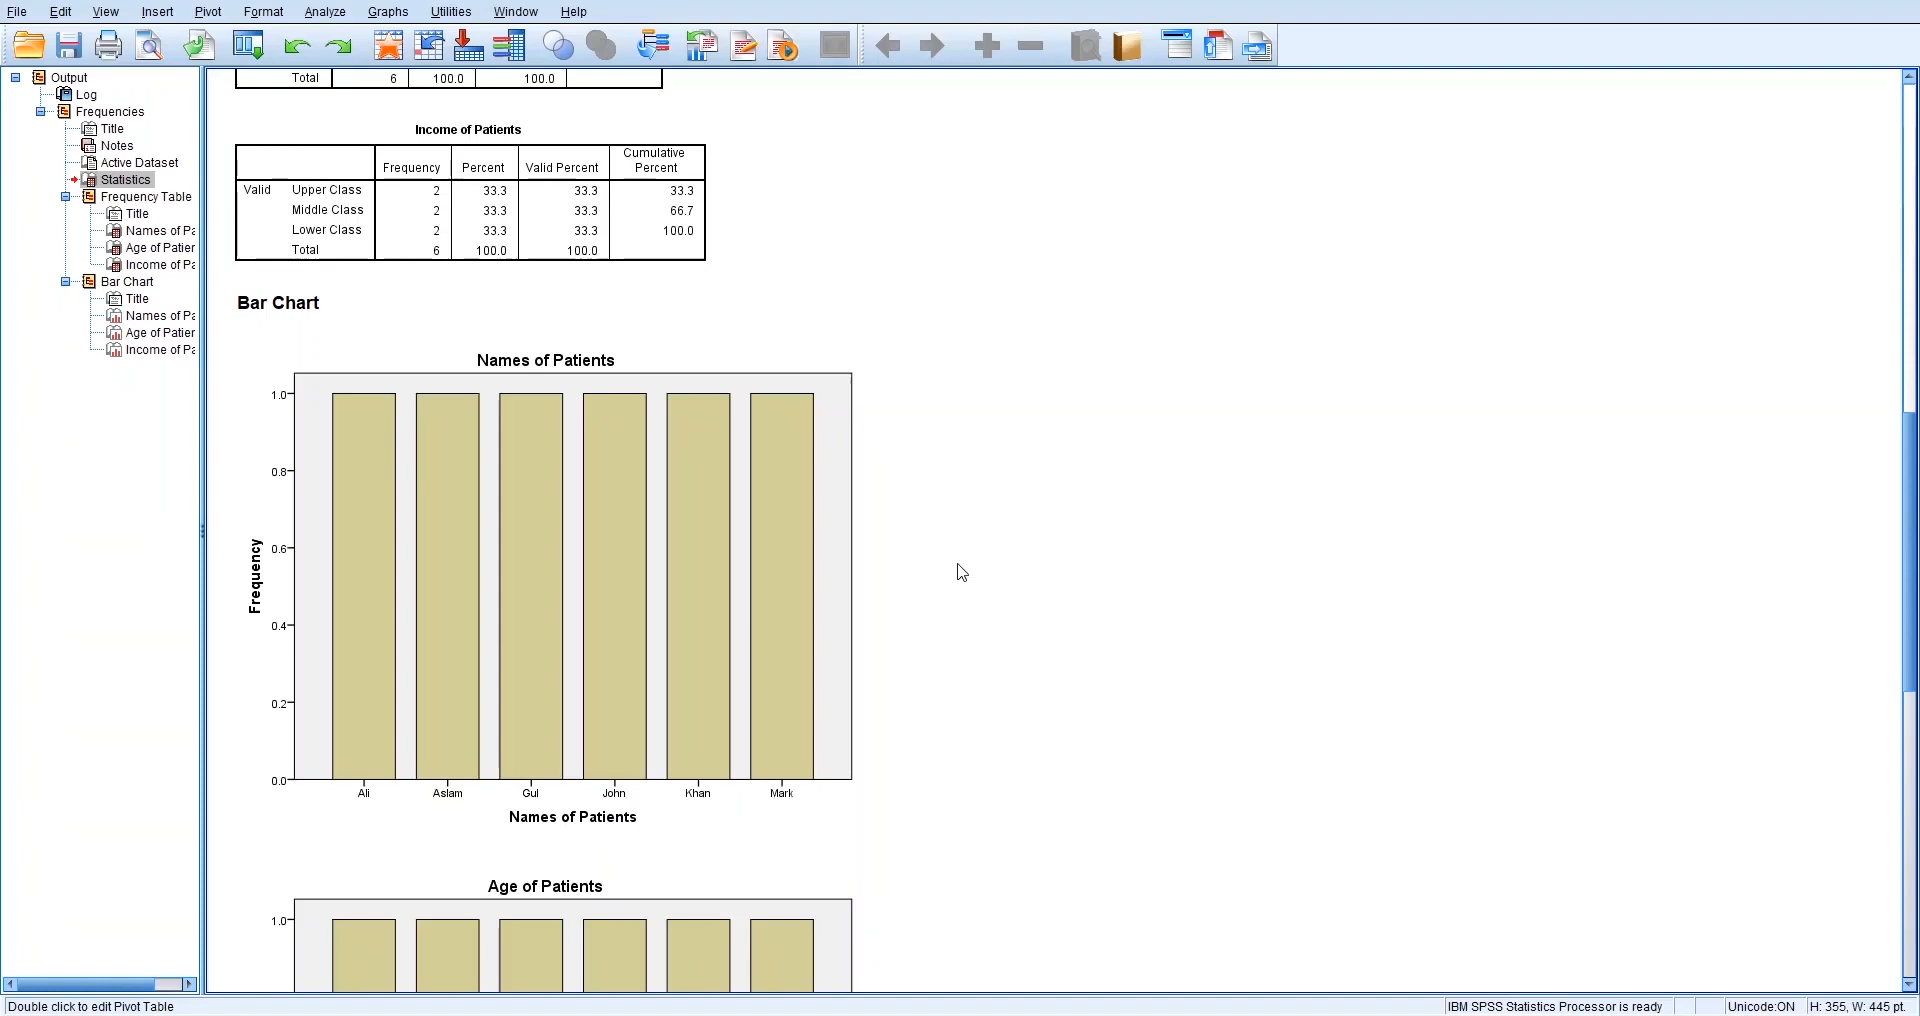 File Edit View Insert Pivot Format Analyze Graphs Utilities Window Help
Output
Log
Frequencies
Title
Notes
Active Dataset
Statistics
Frequency Table
Title
Names of Pa
Age of Patier
Income of Pa
Bar Chart
Title
Names of Pa
Age of Patier
Income of Pa
Total 6 100.0 100.0
Income of Patients
Frequency Percent Valid Percent Cumulative Percent
Valid Upper Class 2 33.3 33.3 33.3
Middle Class 2 33.3 33.3 66.7
Lower Class 2 33.3 33.3 100.0
Total 6 100.0 100.0
Bar Chart
Names of Patients
1.0
0.8
0.6
0.4
0.2
0.0
Frequency
Ali Aslam Gul John Khan Mark
Names of Patients
Age of Patients
1.0
Double click to edit Pivot Table IBM SPSS Statistics Processor is ready Unicode:ON H: 355, W: 445 pt.